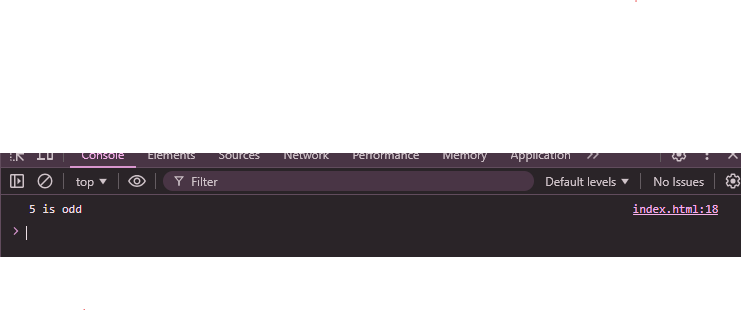 Console Elements Sources Network Performance Memory Application
top Filter Default levels No Issues
5 is odd index.html:18